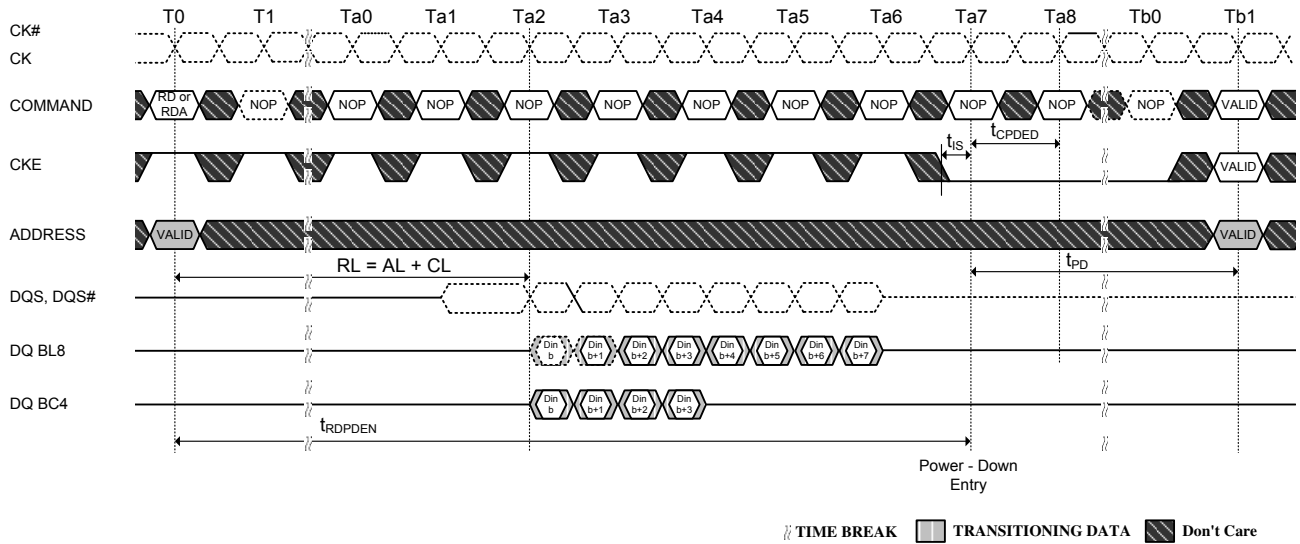 T0 T1 Ta0 Ta1 Ta2 Ta3 Ta4 Ta5 Ta6 Ta7 Ta8 Tb0 Tb1
CK#
CK
COMMAND
RD or
RDA
NOP NOP NOP NOP NOP NOP NOP NOP NOP NOP NOP VALID
tIS
tCPDED
CKE
VALID
ADDRESS
VALID VALID
RL = AL + CL
tPD
DQS, DQS#
DQ BL8
Din
b
Din
b+1
Din
b+2
Din
b+3
Din
b+4
Din
b+5
Din
b+6
Din
b+7
DQ BC4
Din
b
Din
b+1
Din
b+2
Din
b+3
tRDPDEN
Power - Down
Entry
TIME BREAK TRANSITIONING DATA Don't Care